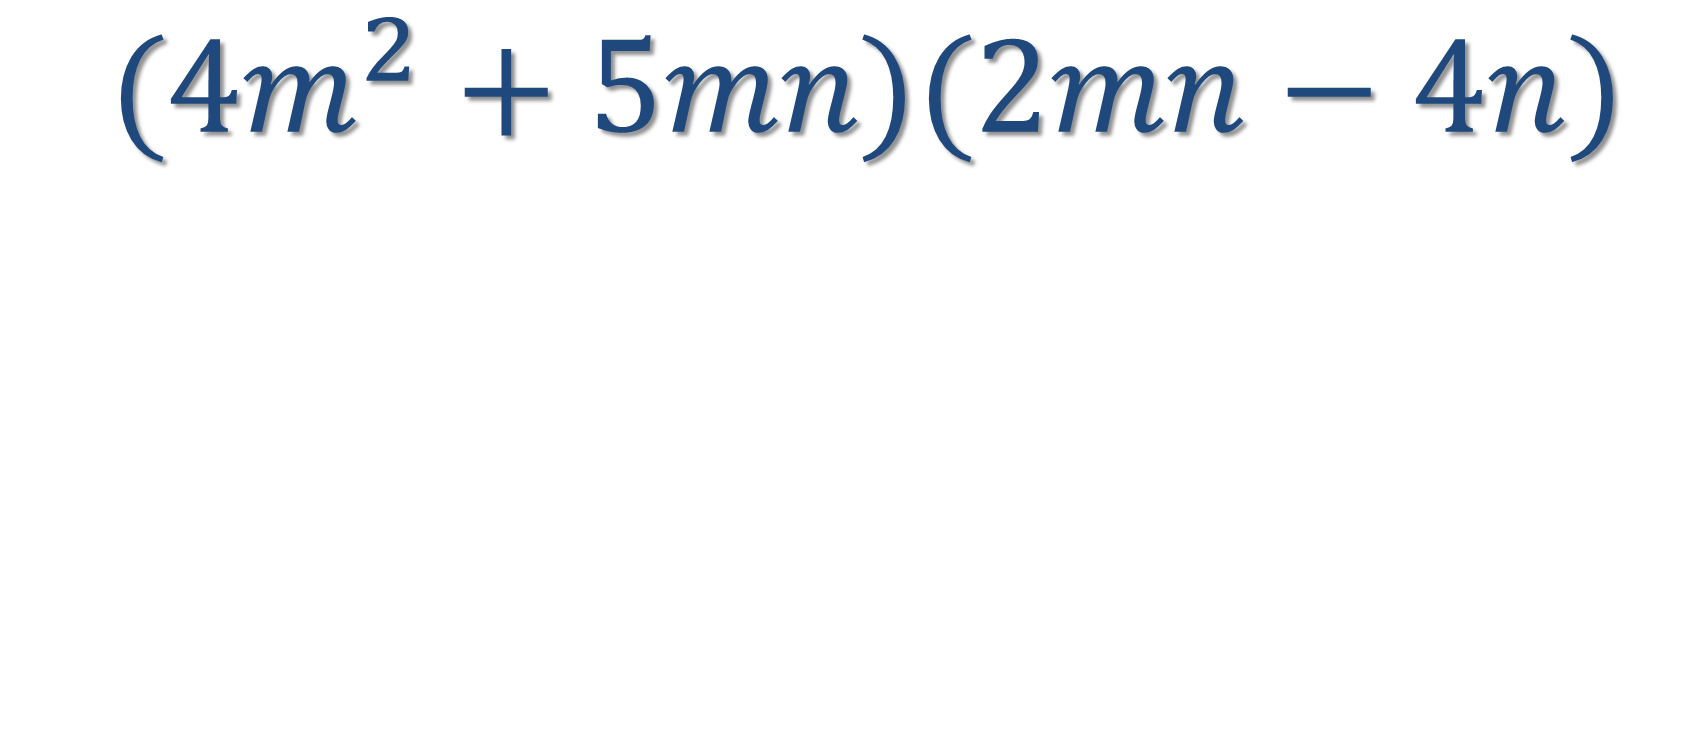 (4m² + 5mn)(2mn − 4n)